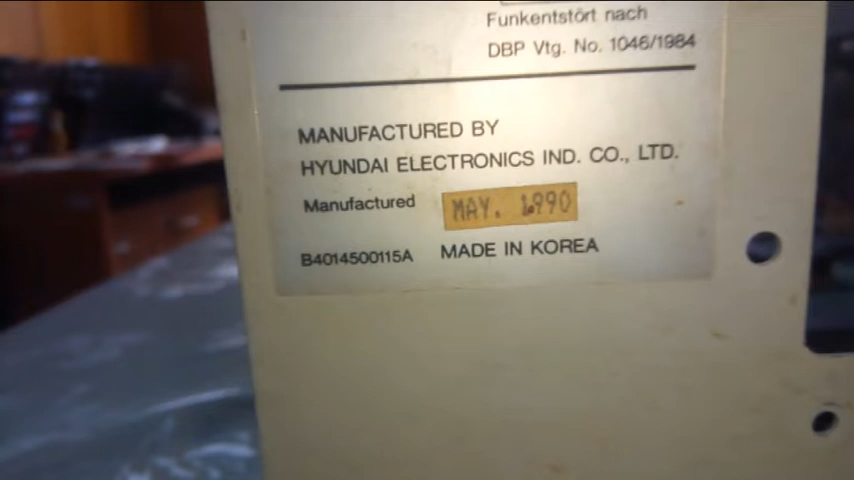 Funkentstört nach
DBP Vtg. No. 1046/1984
MANUFACTURED BY
HYUNDAI ELECTRONICS IND. CO., LTD.
Manufactured MAY. 1990
B4014500115A MADE IN KOREA